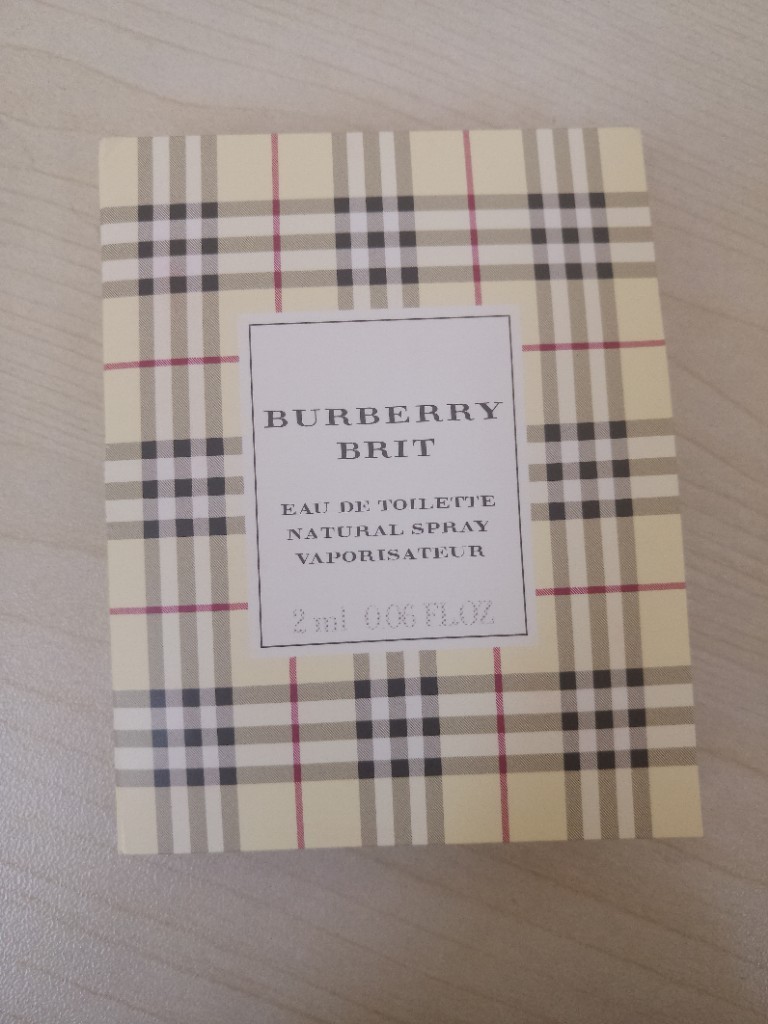 BURBERRY
BRIT
EAU DE TOILETTE
NATURAL SPRAY
VAPORISATEUR
2 ml 0.06 FL.OZ